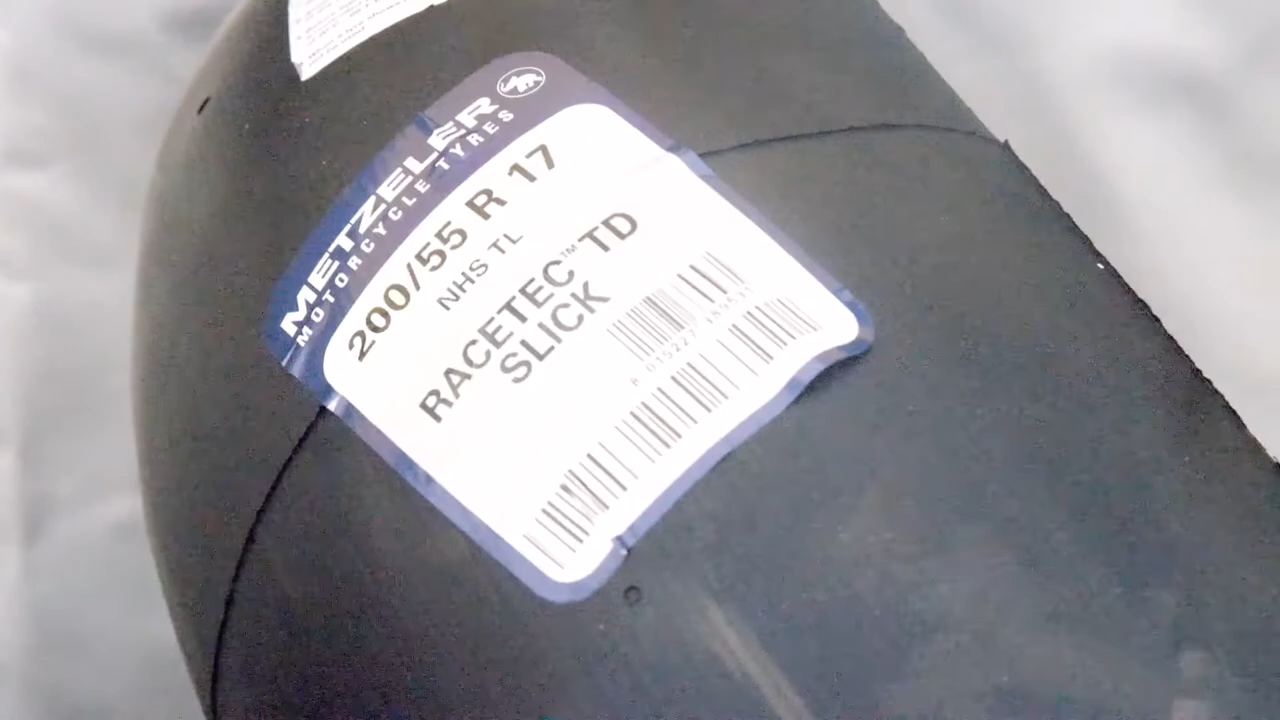 METZELER
MOTORCYCLE TYRES
200/55 R 17
NHS TL
RACETEC™ TD
SLICK